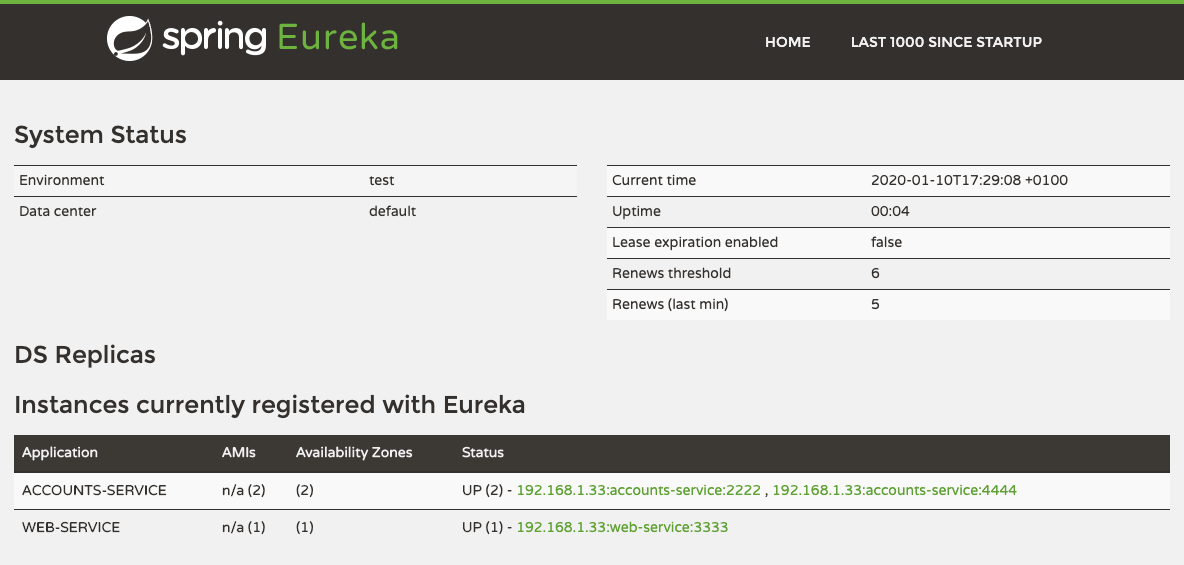 spring Eureka
HOME LAST 1000 SINCE STARTUP
System Status
Environment test
Data center default
Current time 2020-01-10T17:29:08 +0100
Uptime 00:04
Lease expiration enabled false
Renews threshold 6
Renews (last min) 5
DS Replicas
Instances currently registered with Eureka
Application AMIs Availability Zones Status
ACCOUNTS-SERVICE n/a (2) (2) UP (2) - 192.168.1.33:accounts-service:2222 , 192.168.1.33:accounts-service:4444
WEB-SERVICE n/a (1) (1) UP (1) - 192.168.1.33:web-service:3333